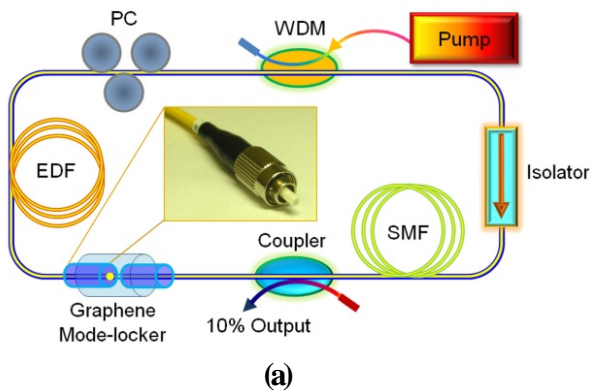 PC
WDM
Pump
EDF
Isolator
SMF
Coupler
Graphene
Mode-locker
10% Output
(a)